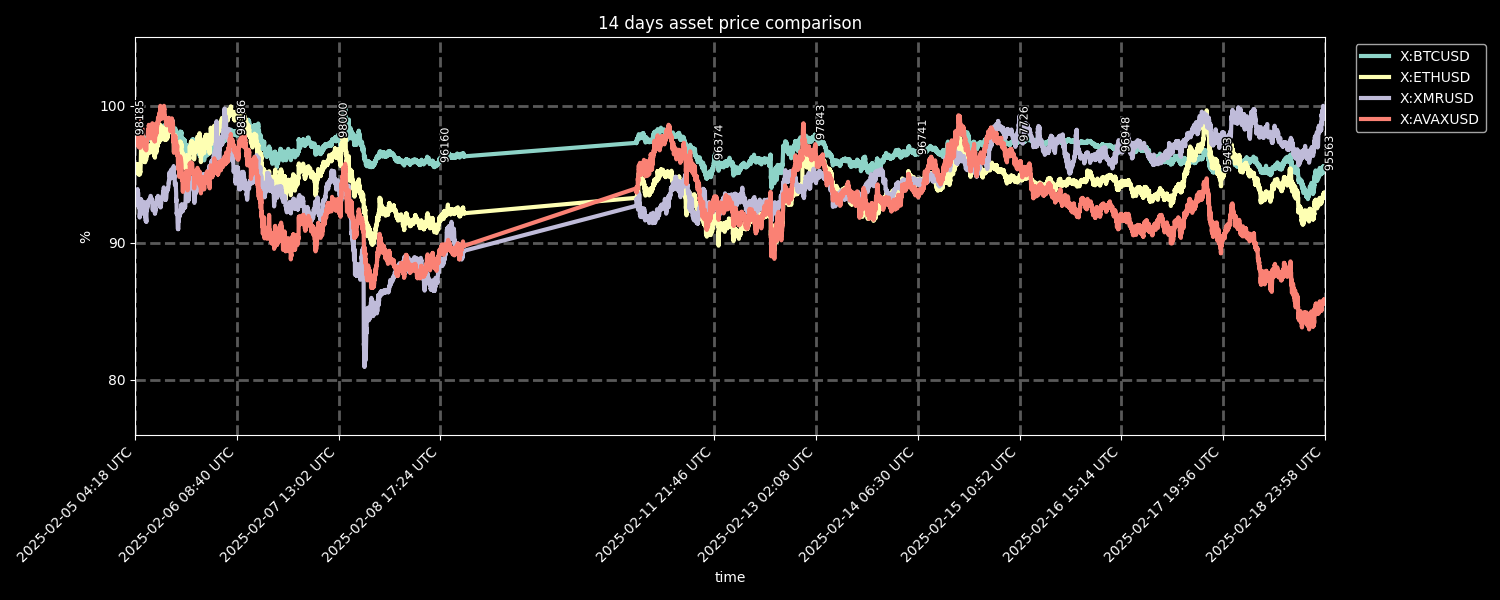 14 days asset price comparison
X:BTCUSD
X:ETHUSD
X:XMRUSD
X:AVAXUSD
100
90
80
%
98185
98186
98000
96160
96374
97843
96741
97726
96948
95453
95563
2025-02-05 04:18 UTC
2025-02-06 08:40 UTC
2025-02-07 13:02 UTC
2025-02-08 17:24 UTC
2025-02-11 21:46 UTC
2025-02-13 02:08 UTC
2025-02-14 06:30 UTC
2025-02-15 10:52 UTC
2025-02-16 15:14 UTC
2025-02-17 19:36 UTC
2025-02-18 23:58 UTC
time